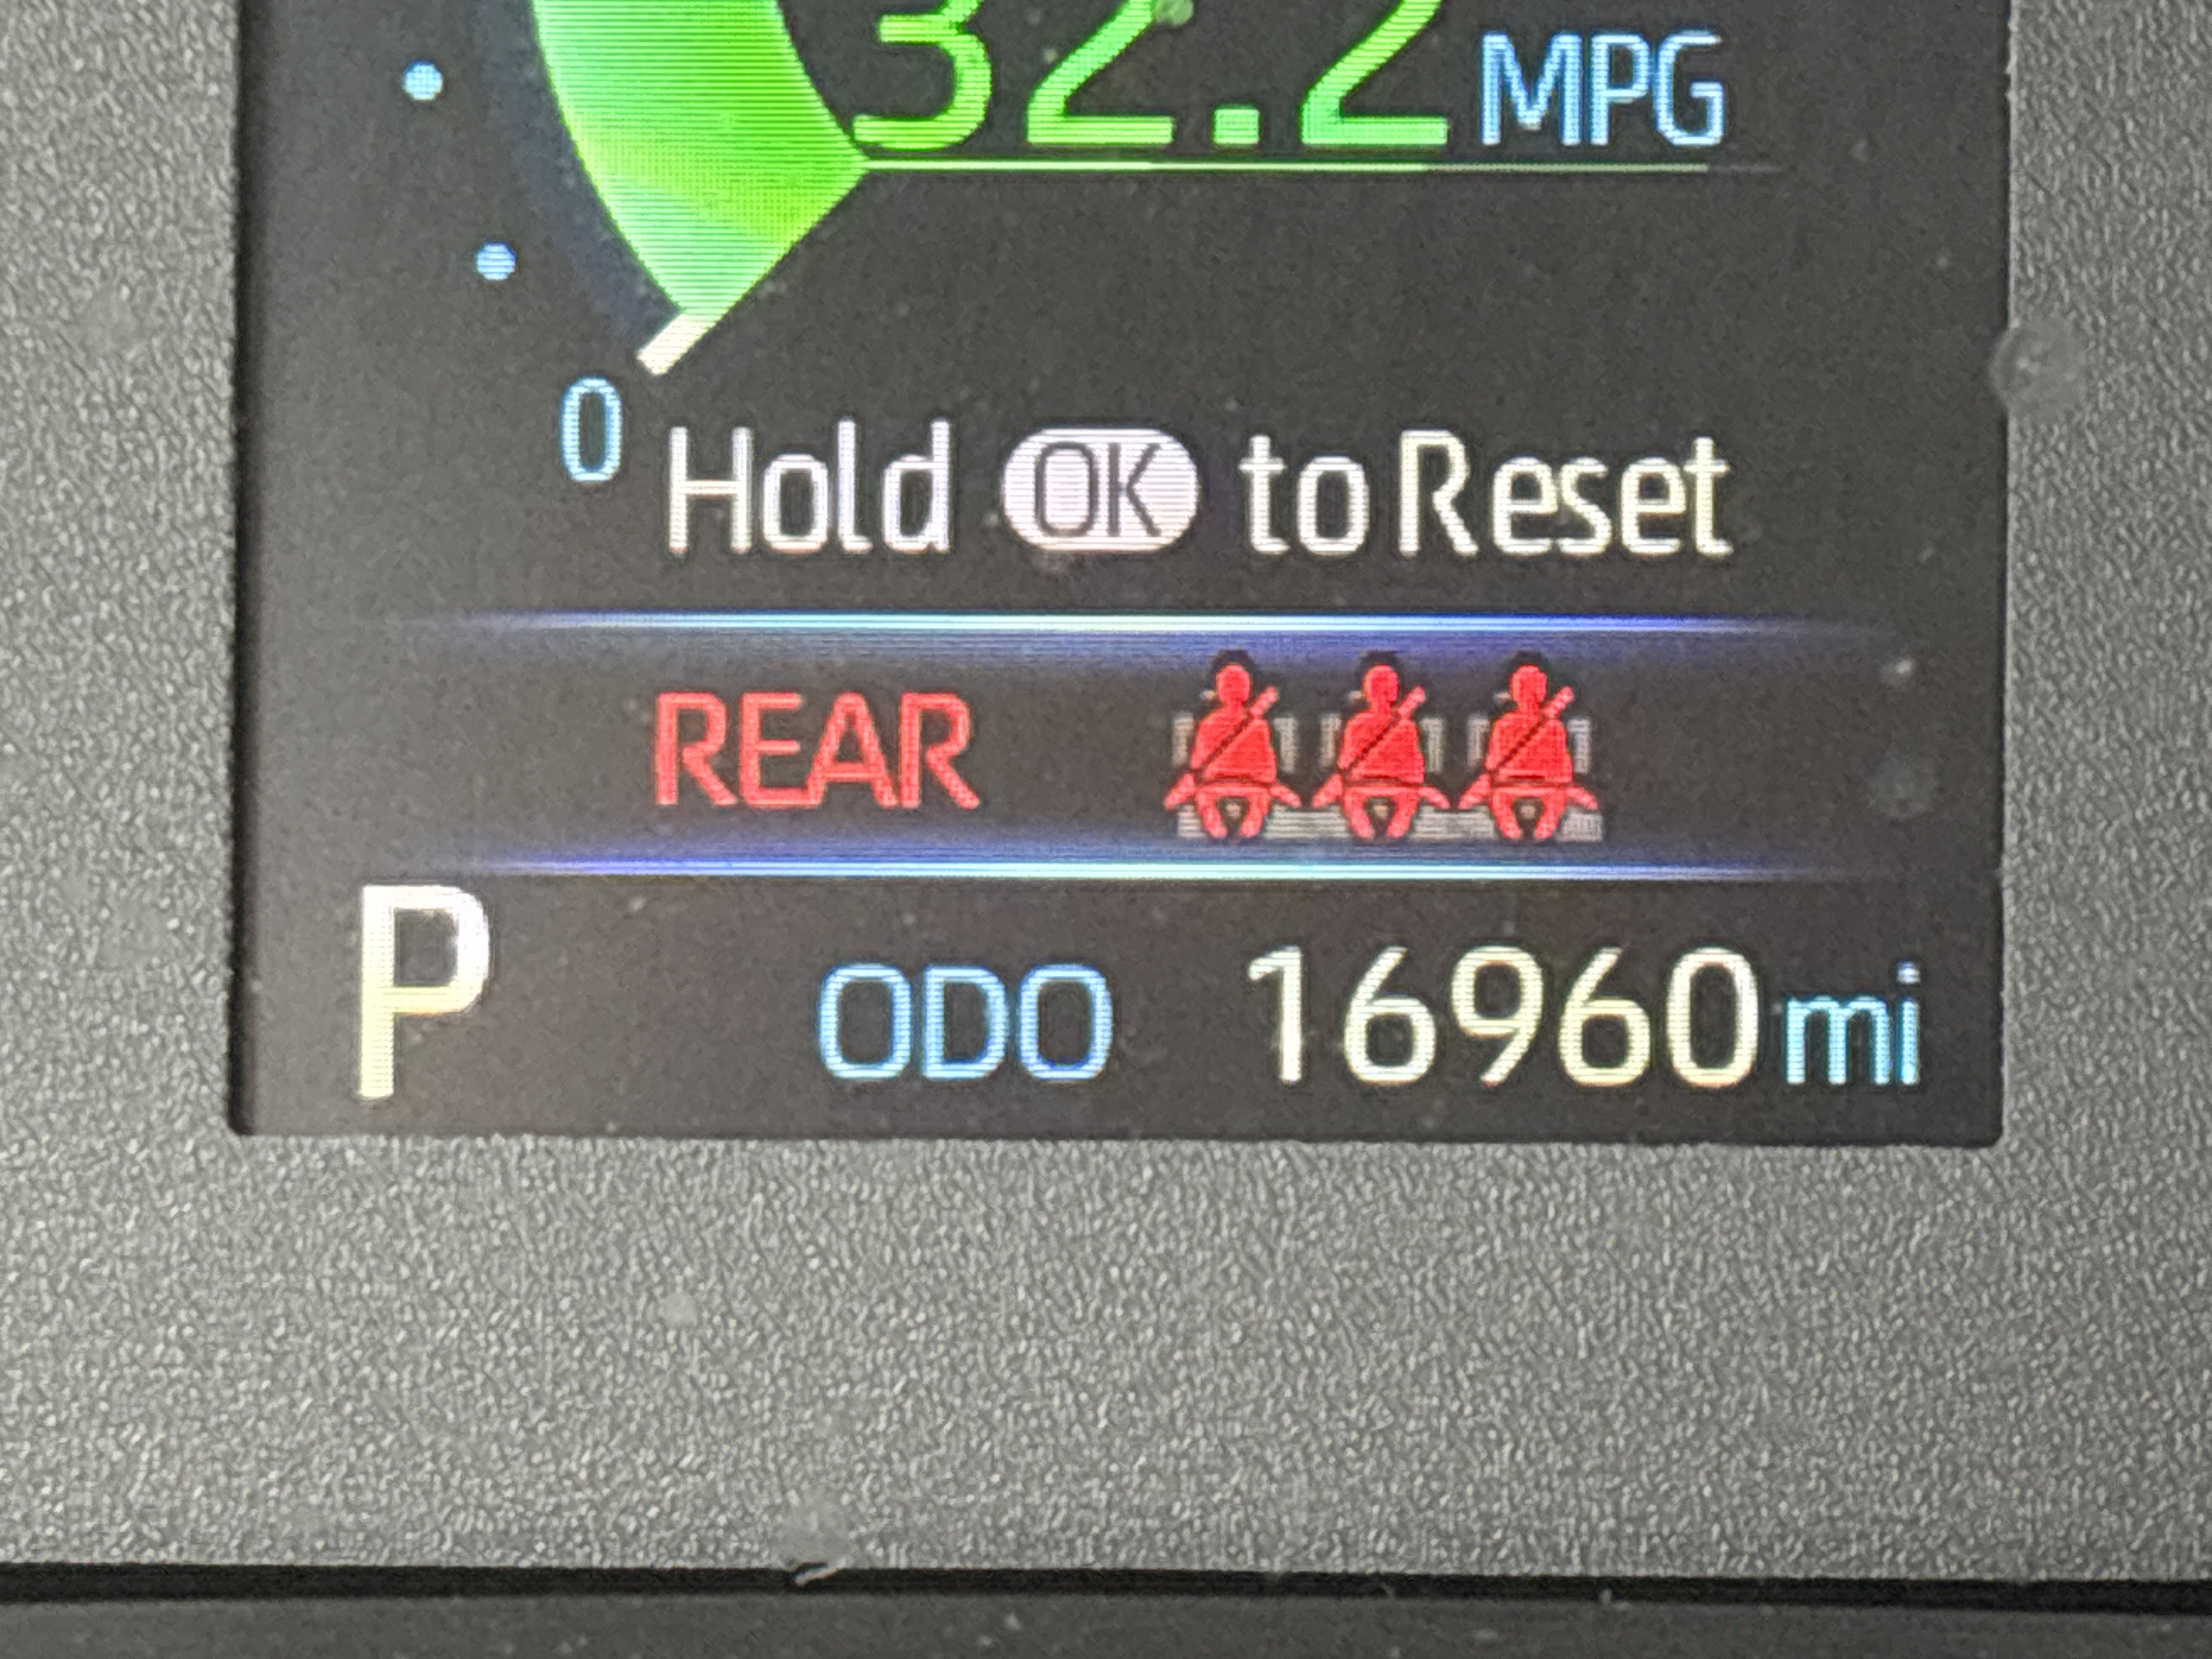 32.2 MPG
0
Hold OK to Reset
REAR
P ODO 16960 mi